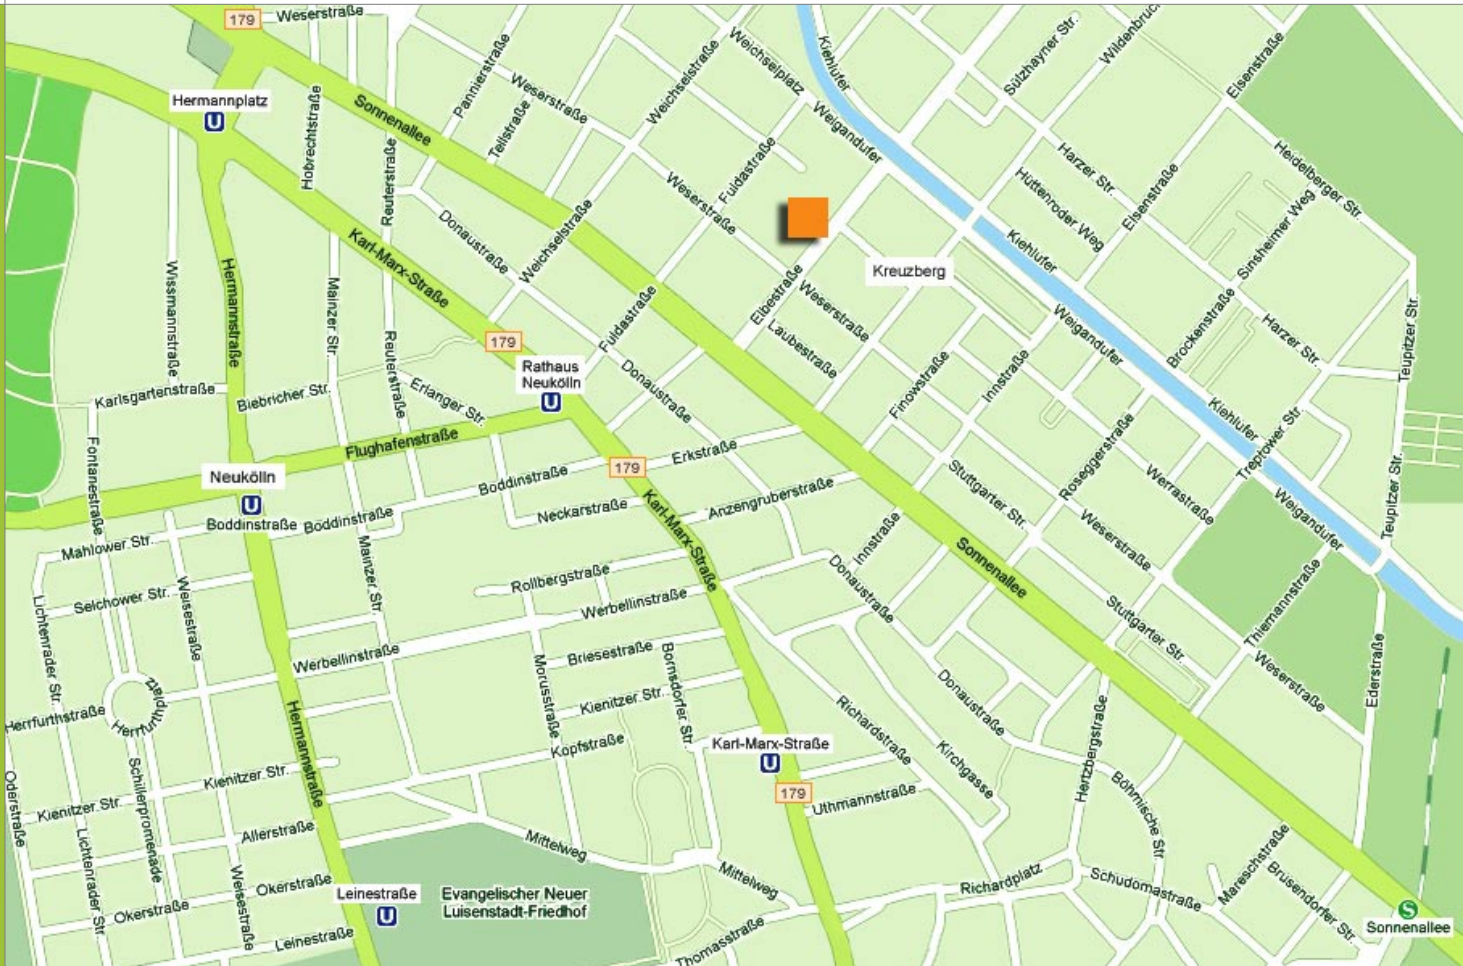 179
Weserstraße
Hermannplatz
U
Sonnenallee
Hobrechtstraße
Reuterstraße
Pannierstraße
Tellstraße
Weserstraße
Weichselstraße
Weichselplatz
Kiehlufer
Weigandufer
Sülzhayner Str.
Wildenbruc
Elsenstraße
Harzer Str.
Heidelberger Str.
Fuldastraße
Weserstraße
Hüttenroder Weg
Elsenstraße
Sinsheimer Weg
Kiehlufer
Kreuzberg
Donaustraße
Weichselstraße
Karl-Marx-Straße
Wissmannstraße
Hermannstraße
Mainzer Str.
Reuterstraße
179
Fuldastraße
Elbestraße
Weserstraße
Laubestraße
Weigandufer
Brockenstraße
Harzer Str.
Teupitzer Str.
Rathaus
Neukölln
U
Donaustraße
Finowstraße
Innstraße
Karlsgartenstraße
Biebricher Str.
Erlanger Str.
Kiehlufer
Flughafenstraße
Fontanestraße
Neukölln
U
Boddinstraße
Boddinstraße
Boddinstraße
179
Erkstraße
Neckarstraße
Karl-Marx-Straße
Anzengruberstraße
Stuttgarter Str.
Roseggerstraße
Werrastraße
Treptower Str.
Weigandufer
Teupitzer Str.
Mahlower Str.
Mainzer Str.
Innstraße
Sonnenallee
Weserstraße
Selchower Str.
Weisestraße
Lichtenrader Str.
Rollbergstraße
Werbellinstraße
Donaustraße
Stuttgarter Str.
Thiemannstraße
Werbellinstraße
Briesestraße
Bornsdorfer Str.
Morusstraße
Weserstraße
Ederstraße
Herrfurthstraße
Herrfurthplatz
Hermannstraße
Kienitzer Str.
Kopfstraße
Karl-Marx-Straße
U
Richardstraße
Donaustraße
Kirchgasse
Hertzbergstraße
Böhmische Str.
Oderstraße
Kienitzer Str.
Kienitzer Str.
Schillerpromenade
179
Uthmannstraße
Allerstraße
Lichtenrader Str
Weisestraße
Mittelweg
Mittelweg
Richardplatz
Schudomastraße
Mareschstraße
Brusendorfer Str.
Okerstraße
Okerstraße
Leinestraße
U
Leinestraße
Evangelischer Neuer
Luisenstadt-Friedhof
Thomasstraße
S
Sonnenallee